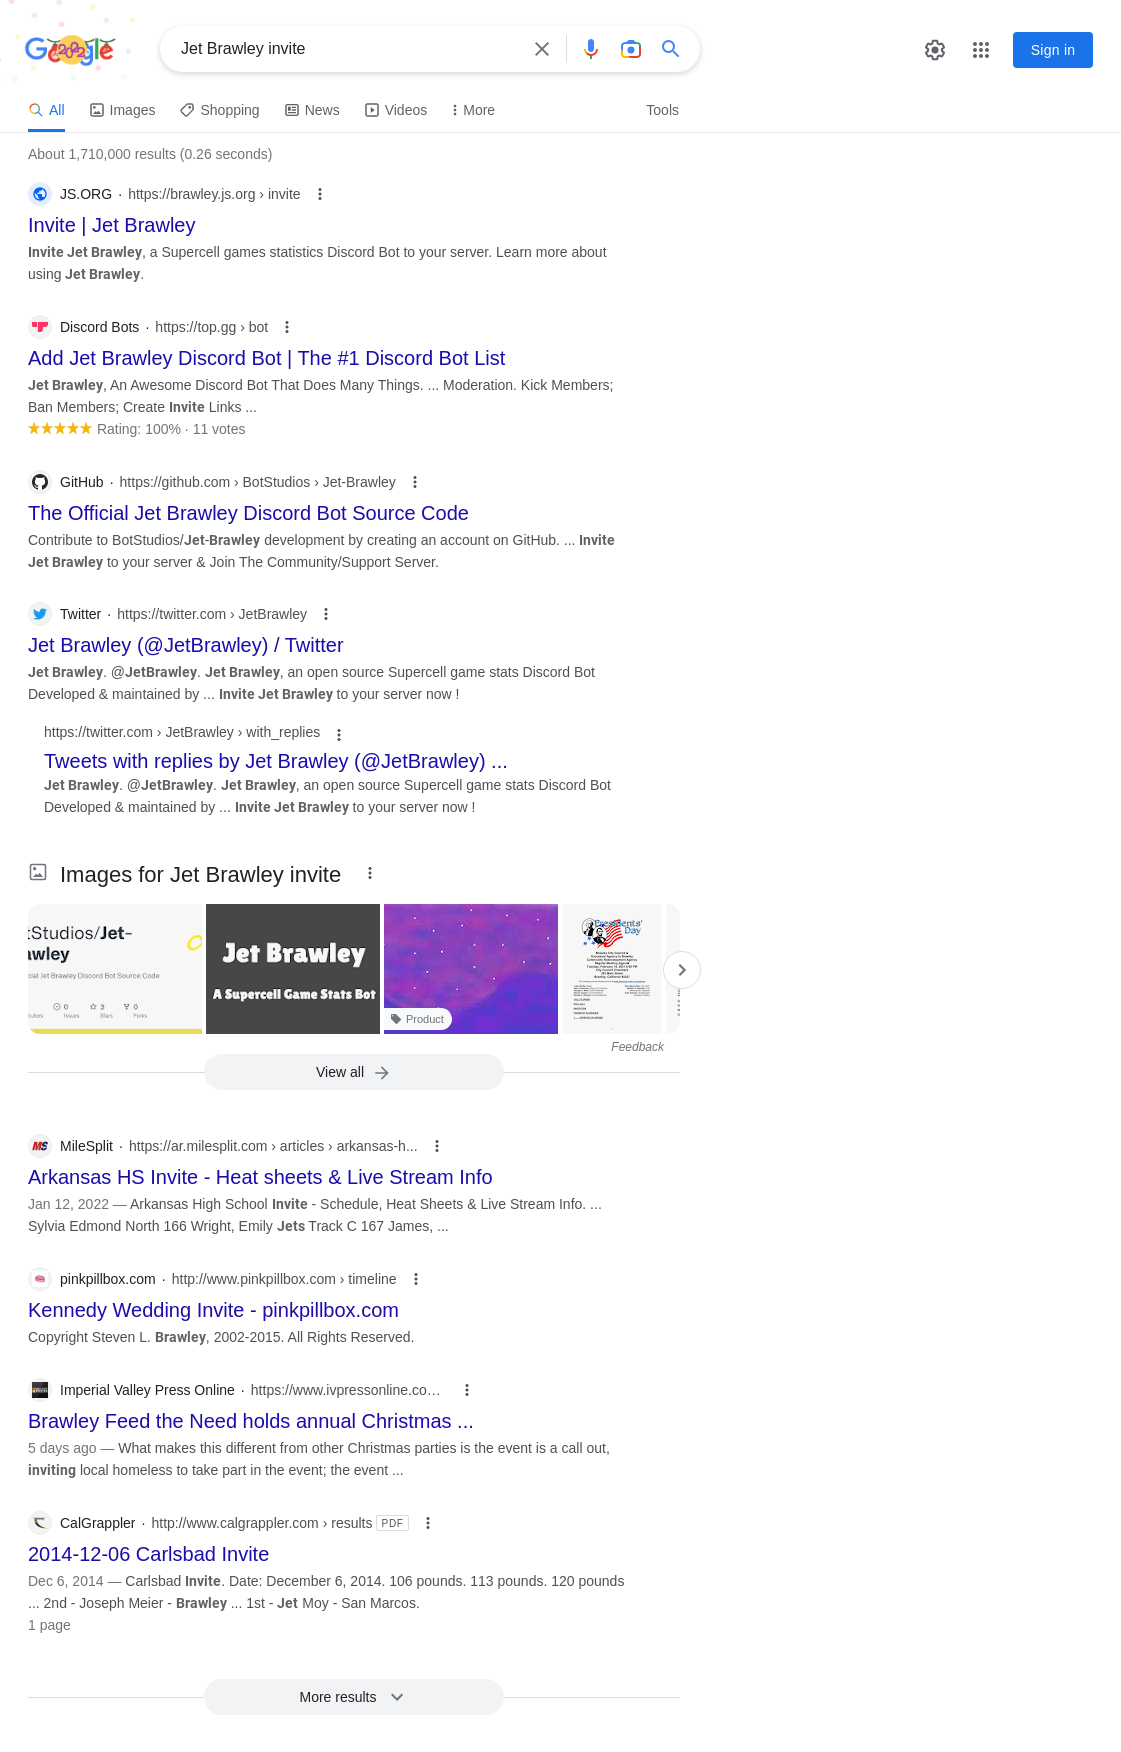 Google
Jet Brawley invite
Sign in
All
Images
Shopping
News
Videos
More
Tools
About 1,710,000 results (0.26 seconds)
JS.ORG · https://brawley.js.org › invite
Invite | Jet Brawley
Invite Jet Brawley, a Supercell games statistics Discord Bot to your server. Learn more about
using Jet Brawley.
Discord Bots · https://top.gg › bot
Add Jet Brawley Discord Bot | The #1 Discord Bot List
Jet Brawley, An Awesome Discord Bot That Does Many Things. ... Moderation. Kick Members;
Ban Members; Create Invite Links ...
Rating: 100% · 11 votes
GitHub · https://github.com › BotStudios › Jet-Brawley
The Official Jet Brawley Discord Bot Source Code
Contribute to BotStudios/Jet-Brawley development by creating an account on GitHub. ... Invite
Jet Brawley to your server & Join The Community/Support Server.
Twitter · https://twitter.com › JetBrawley
Jet Brawley (@JetBrawley) / Twitter
Jet Brawley. @JetBrawley. Jet Brawley, an open source Supercell game stats Discord Bot
Developed & maintained by ... Invite Jet Brawley to your server now !
https://twitter.com › JetBrawley › with_replies
Tweets with replies by Jet Brawley (@JetBrawley) ...
Jet Brawley. @JetBrawley. Jet Brawley, an open source Supercell game stats Discord Bot
Developed & maintained by ... Invite Jet Brawley to your server now !
Images for Jet Brawley invite
tStudios/Jet-
awley
cial Jet Brawley Discord Bot Source Code
0
3
0
utors
Issues
Stars
Forks
Jet Brawley
A Supercell Game Stats Bot
Product
Presidents'
Day
Feedback
View all
MileSplit · https://ar.milesplit.com › articles › arkansas-h...
Arkansas HS Invite - Heat sheets & Live Stream Info
Jan 12, 2022 — Arkansas High School Invite - Schedule, Heat Sheets & Live Stream Info. ...
Sylvia Edmond North 166 Wright, Emily Jets Track C 167 James, ...
pinkpillbox.com · http://www.pinkpillbox.com › timeline
Kennedy Wedding Invite - pinkpillbox.com
Copyright Steven L. Brawley, 2002-2015. All Rights Reserved.
Imperial Valley Press Online · https://www.ivpressonline.co…
Brawley Feed the Need holds annual Christmas ...
5 days ago — What makes this different from other Christmas parties is the event is a call out,
inviting local homeless to take part in the event; the event ...
CalGrappler · http://www.calgrappler.com › results PDF
2014-12-06 Carlsbad Invite
Dec 6, 2014 — Carlsbad Invite. Date: December 6, 2014. 106 pounds. 113 pounds. 120 pounds
... 2nd - Joseph Meier - Brawley ... 1st - Jet Moy - San Marcos.
1 page
More results